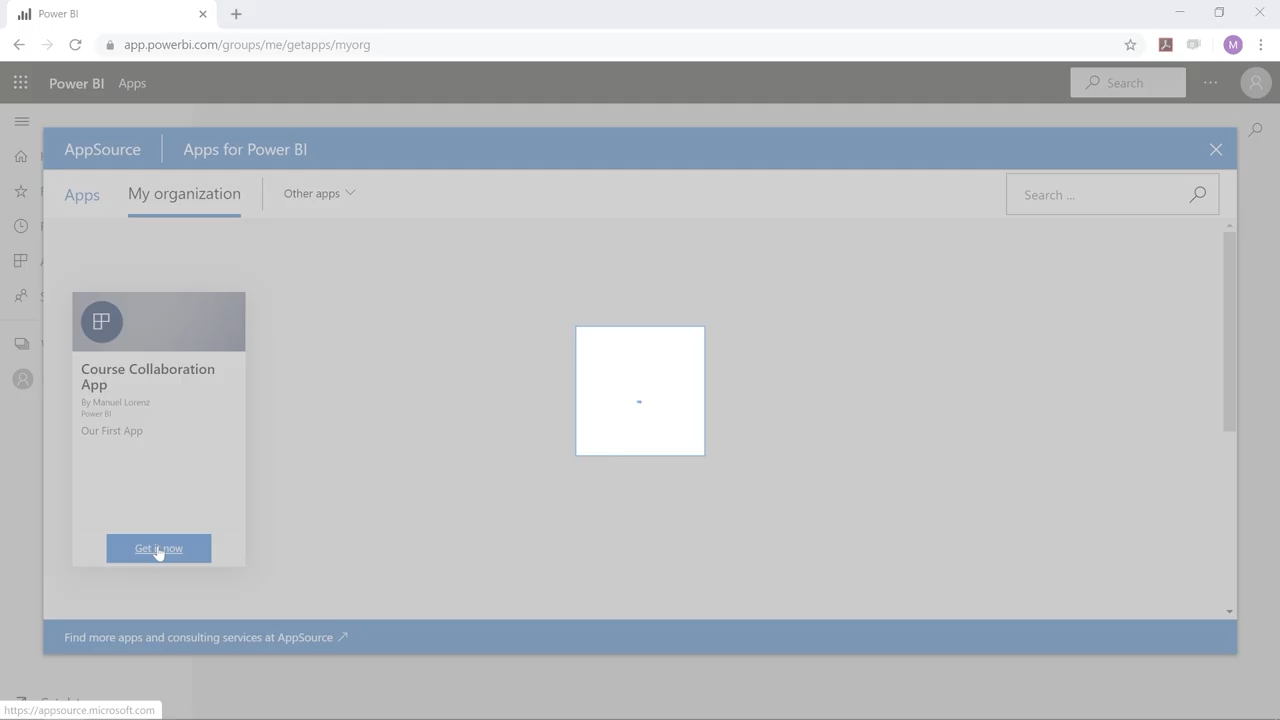 Power BI
app.powerbi.com/groups/me/getapps/myorg
M
Power BI Apps
Search
AppSource Apps for Power BI
Apps My organization Other apps
Search ...
Course Collaboration
App
By Manuel Lorenz
Power BI
Our First App
Get it now
Find more apps and consulting services at AppSource
https://appsource.microsoft.com